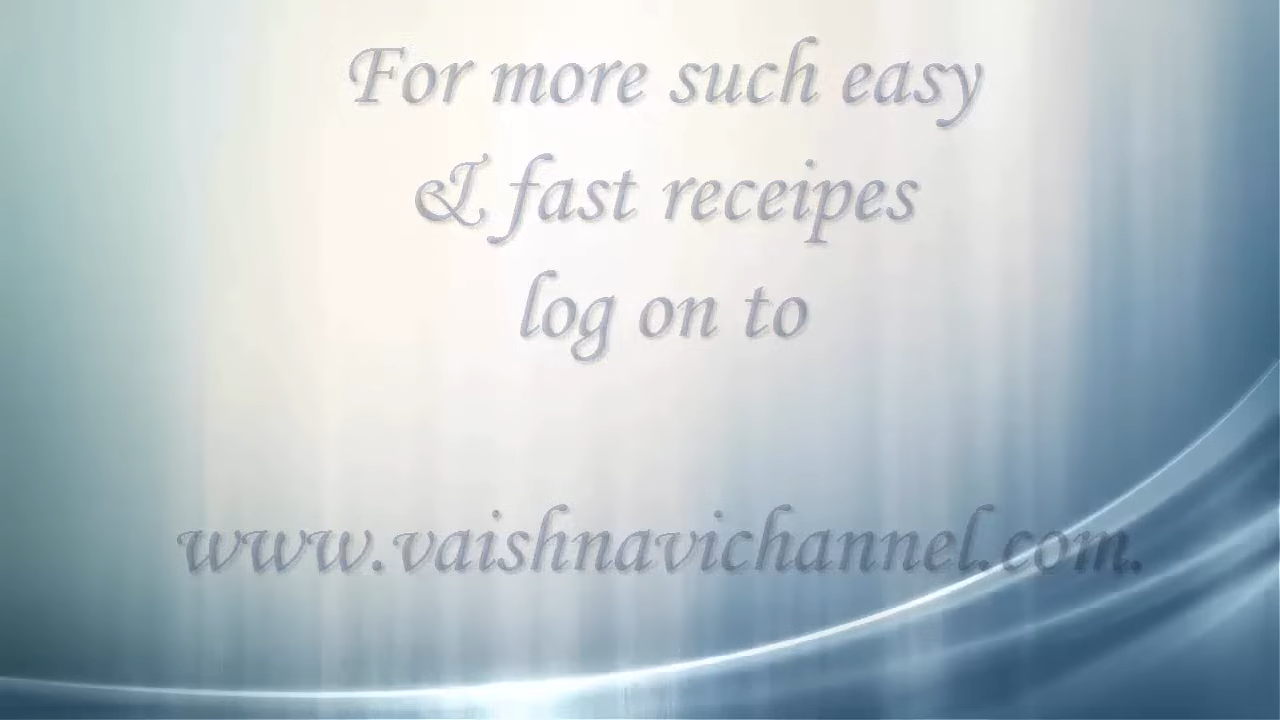 For more such easy
& fast receipes
log on to
www.vaishnavichannel.com.